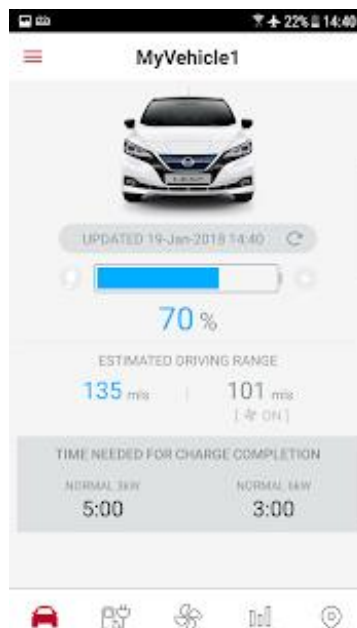 22% 14:40
MyVehicle1
UPDATED 19-Jan-2018 14:40
70 %
ESTIMATED DRIVING RANGE
135 mls | 101 mls
[ ON ]
TIME NEEDED FOR CHARGE COMPLETION
NORMAL 3kW NORMAL 6kW
5:00 3:00